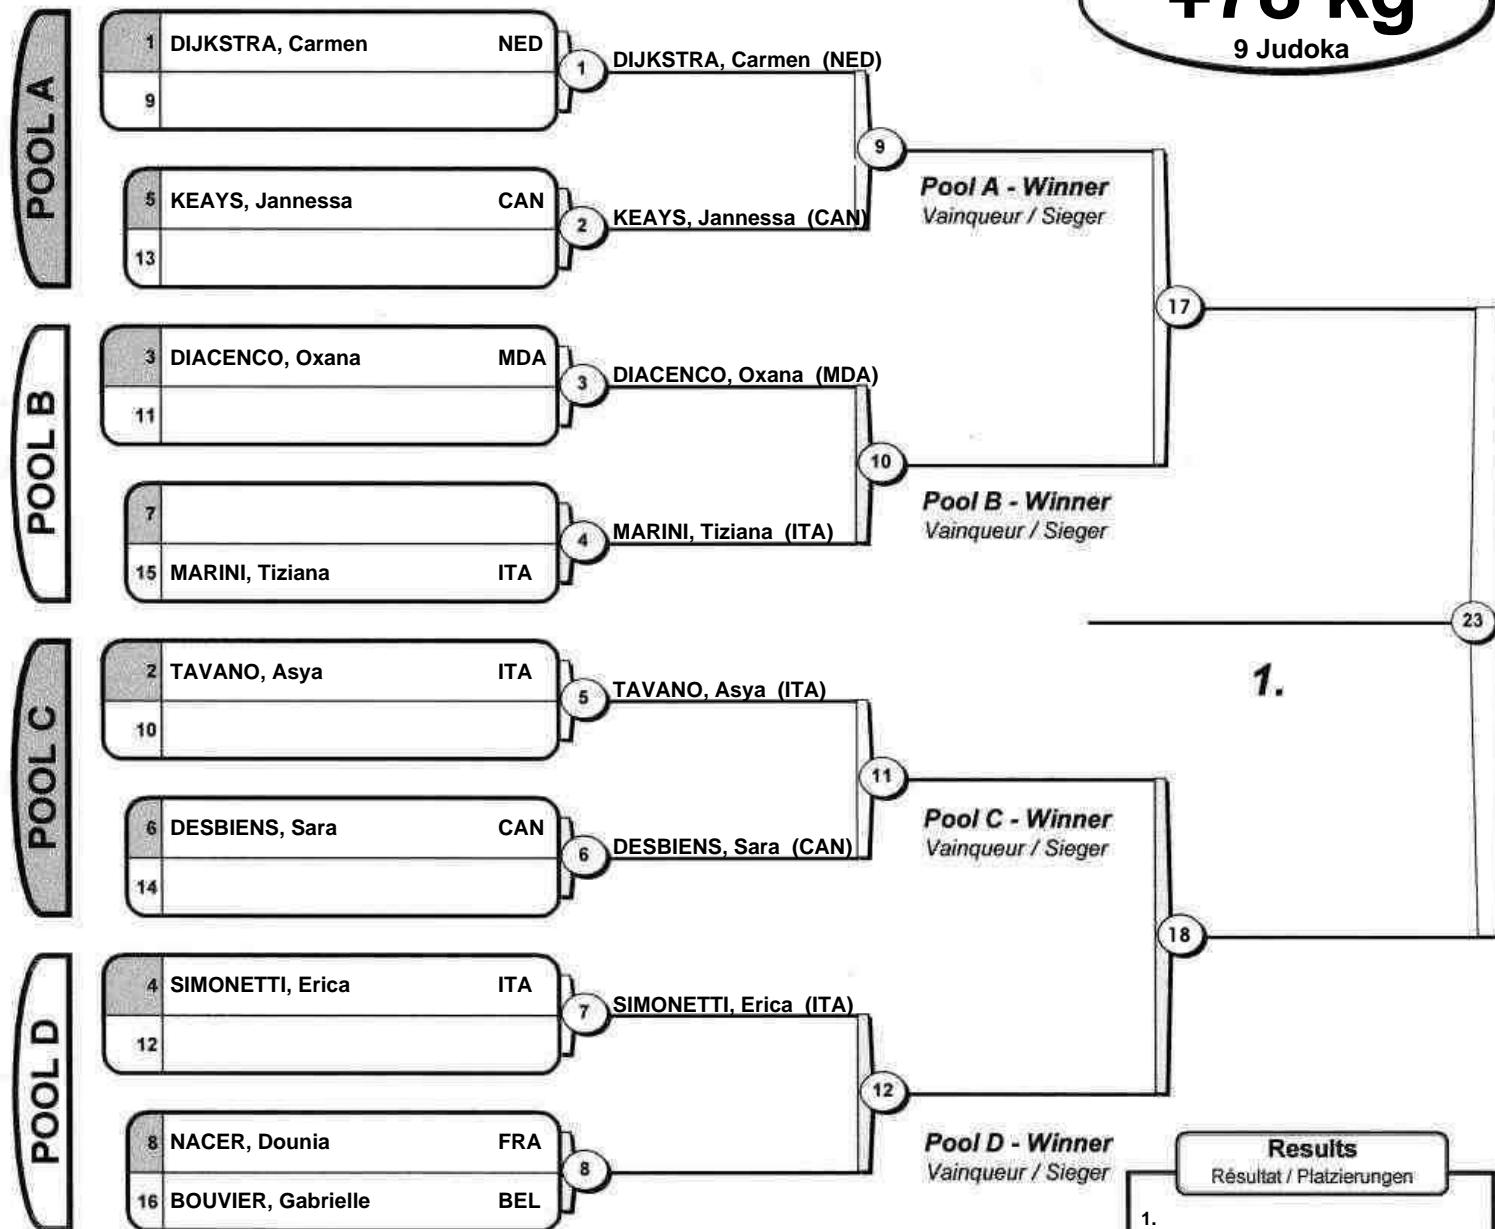 +78 kg
9 Judoka
POOL A
1 DIJKSTRA, Carmen NED
9
1
DIJKSTRA, Carmen (NED)
5 KEAYS, Jannessa CAN
13
2
KEAYS, Jannessa (CAN)
9
Pool A - Winner
Vainqueur / Sieger
POOL B
3 DIACENCO, Oxana MDA
11
3
DIACENCO, Oxana (MDA)
7
15 MARINI, Tiziana ITA
4
MARINI, Tiziana (ITA)
10
Pool B - Winner
Vainqueur / Sieger
17
POOL C
2 TAVANO, Asya ITA
10
5
TAVANO, Asya (ITA)
6 DESBIENS, Sara CAN
14
6
DESBIENS, Sara (CAN)
11
Pool C - Winner
Vainqueur / Sieger
23
1.
POOL D
4 SIMONETTI, Erica ITA
12
7
SIMONETTI, Erica (ITA)
8 NACER, Dounia FRA
16 BOUVIER, Gabrielle BEL
8
12
Pool D - Winner
Vainqueur / Sieger
18
Results
Résultat / Platzierungen
1.